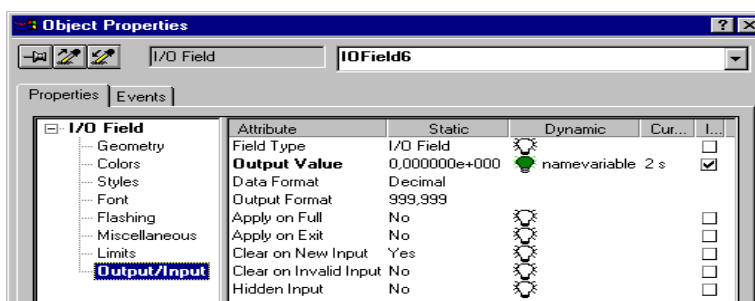 Object Properties
I/O Field IOField6
Properties Events
I/O Field
Geometry
Colors
Styles
Font
Flashing
Miscellaneous
Limits
Output/Input
Attribute Static Dynamic Cur... I...
Field Type I/O Field
Output Value 0,000000e+000 namevariable 2 s
Data Format Decimal
Output Format 999,999
Apply on Full No
Apply on Exit No
Clear on New Input Yes
Clear on Invalid Input No
Hidden Input No